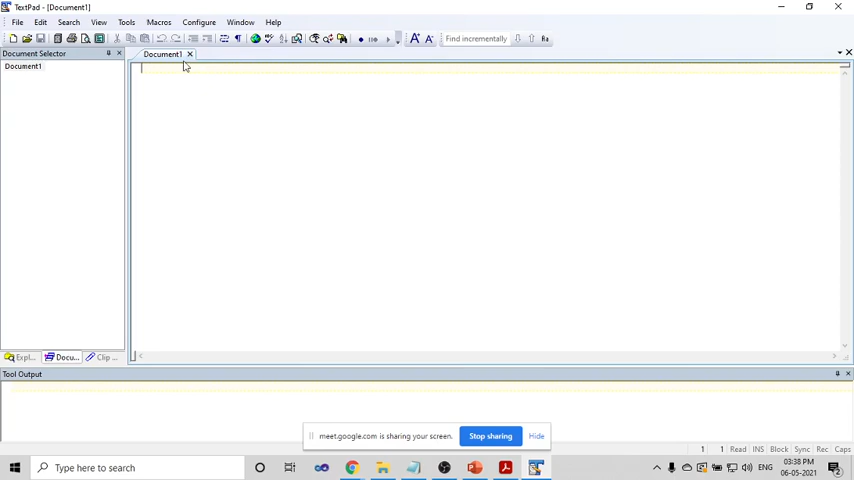 TextPad - [Document1]
File Edit Search View Tools Macros Configure Window Help
Find incrementally
Document Selector
Document1
Document1
Expl... Docu... Clip ...
Tool Output
meet.google.com is sharing your screen. Stop sharing Hide
1 1 Read INS Block Sync Rec Caps
Type here to search
ENG
03:38 PM
06-05-2021
2